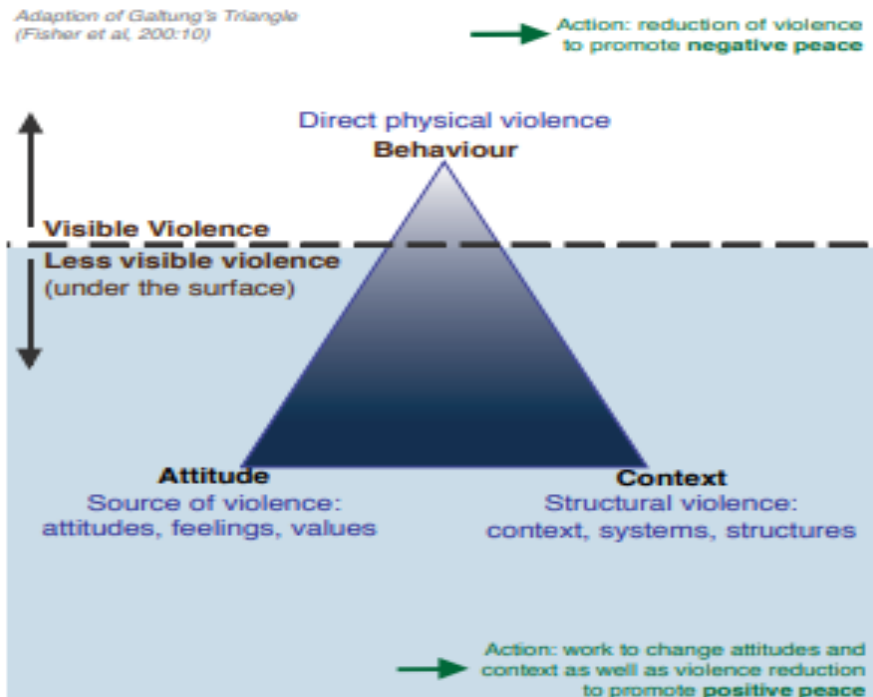 Adaption of Galtung's Triangle
(Fisher et al, 200:10)
Action: reduction of violence
to promote negative peace
Direct physical violence
Behaviour
Visible Violence
Less visible violence
(under the surface)
Attitude
Source of violence:
attitudes, feelings, values
Context
Structural violence:
context, systems, structures
Action: work to change attitudes and
context as well as violence reduction
to promote positive peace